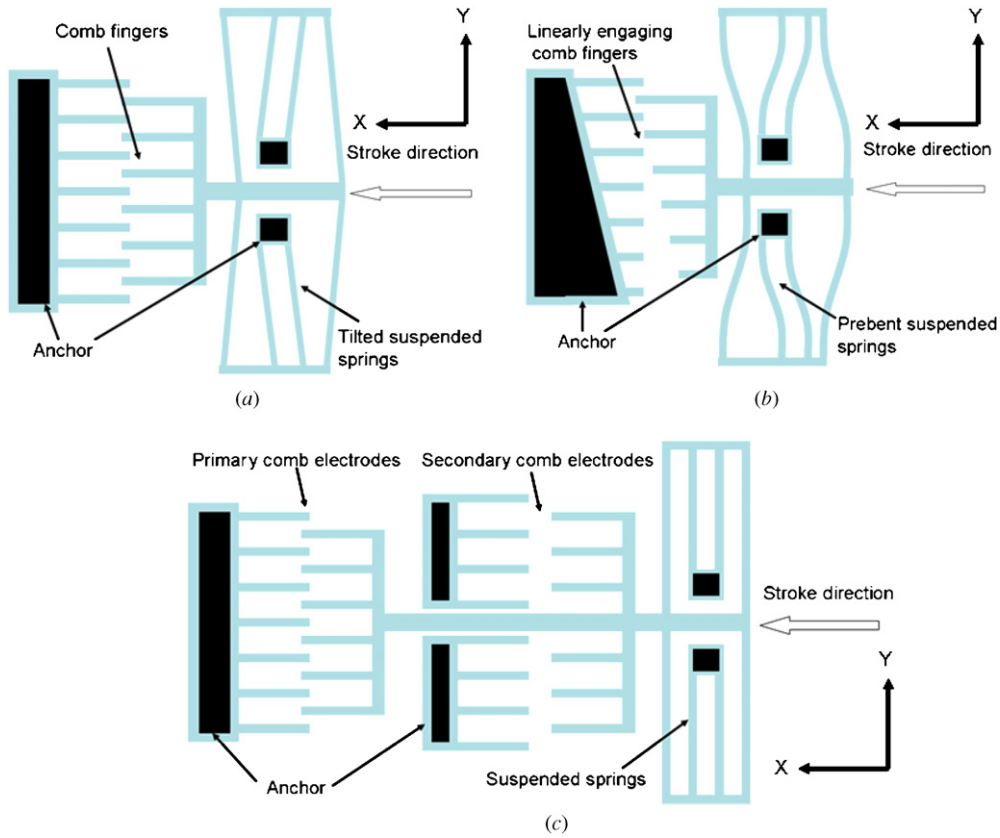 Comb fingers
Y
X
Stroke direction
Anchor
Tilted suspended
springs
(a)
Linearly engaging
comb fingers
Y
X
Stroke direction
Anchor
Prebent suspended
springs
(b)
Primary comb electrodes
Secondary comb electrodes
Stroke direction
Y
X
Anchor
Suspended springs
(c)